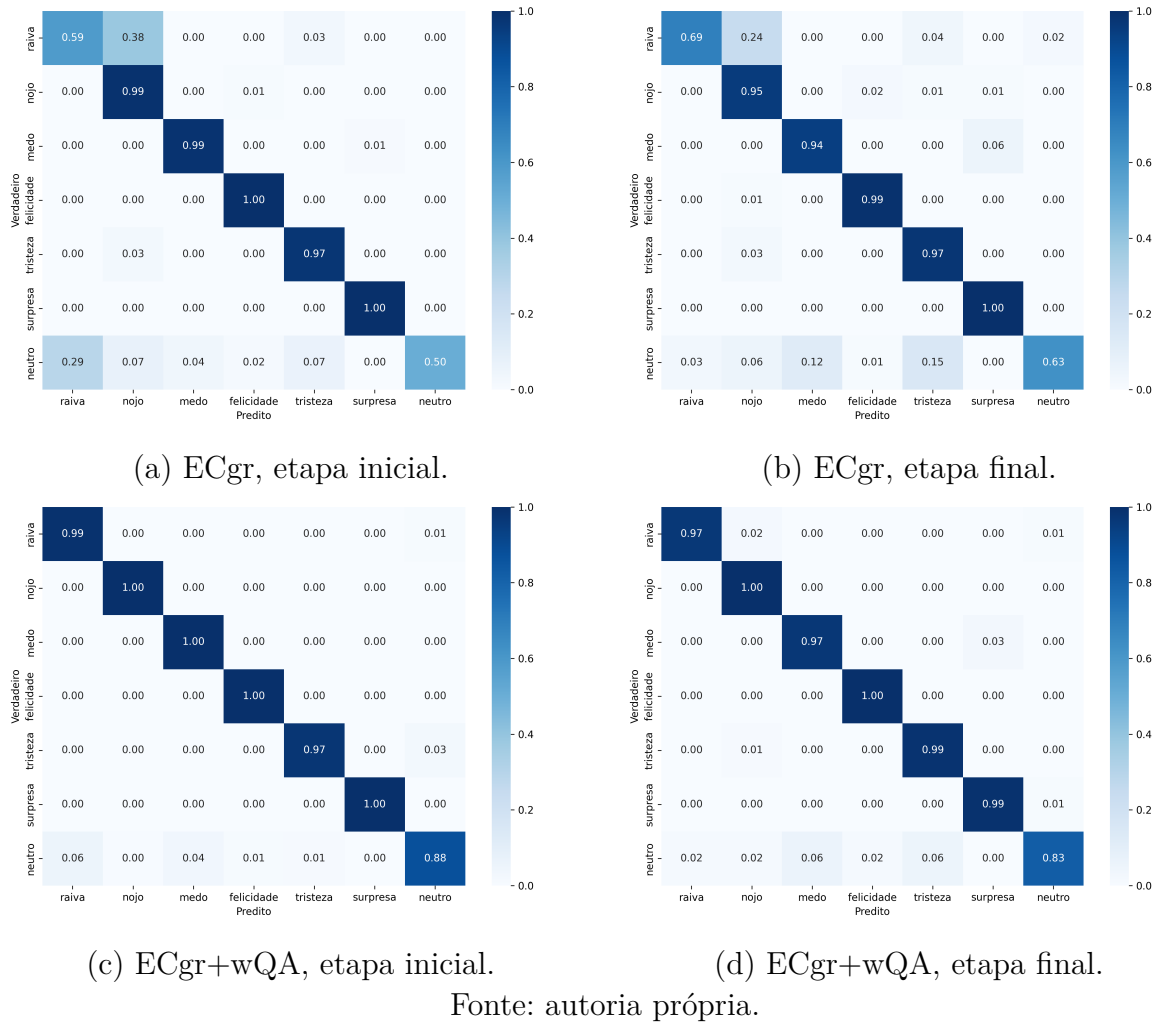 1.0
raiva 0.59 0.38 0.00 0.00 0.03 0.00 0.00
nojo 0.00 0.99 0.00 0.01 0.00 0.00 0.00
0.8
medo 0.00 0.00 0.99 0.00 0.00 0.01 0.00
0.6
Verdadeiro
felicidade 0.00 0.00 0.00 1.00 0.00 0.00 0.00
0.4
tristeza 0.00 0.03 0.00 0.00 0.97 0.00 0.00
surpresa 0.00 0.00 0.00 0.00 0.00 1.00 0.00
0.2
neutro 0.29 0.07 0.04 0.02 0.07 0.00 0.50
0.0
raiva nojo medo felicidade tristeza surpresa neutro
Predito
(a) ECgr, etapa inicial.
1.0
raiva 0.69 0.24 0.00 0.00 0.04 0.00 0.02
nojo 0.00 0.95 0.00 0.02 0.01 0.01 0.00
0.8
medo 0.00 0.00 0.94 0.00 0.00 0.06 0.00
0.6
Verdadeiro
felicidade 0.00 0.01 0.00 0.99 0.00 0.00 0.00
0.4
tristeza 0.00 0.03 0.00 0.00 0.97 0.00 0.00
surpresa 0.00 0.00 0.00 0.00 0.00 1.00 0.00
0.2
neutro 0.03 0.06 0.12 0.01 0.15 0.00 0.63
0.0
raiva nojo medo felicidade tristeza surpresa neutro
Predito
(b) ECgr, etapa final.
1.0
raiva 0.99 0.00 0.00 0.00 0.00 0.00 0.01
nojo 0.00 1.00 0.00 0.00 0.00 0.00 0.00
0.8
medo 0.00 0.00 1.00 0.00 0.00 0.00 0.00
0.6
Verdadeiro
felicidade 0.00 0.00 0.00 1.00 0.00 0.00 0.00
0.4
tristeza 0.00 0.00 0.00 0.00 0.97 0.00 0.03
surpresa 0.00 0.00 0.00 0.00 0.00 1.00 0.00
0.2
neutro 0.06 0.00 0.04 0.01 0.01 0.00 0.88
0.0
raiva nojo medo felicidade tristeza surpresa neutro
Predito
(c) ECgr+wQA, etapa inicial.
1.0
raiva 0.97 0.02 0.00 0.00 0.00 0.00 0.01
nojo 0.00 1.00 0.00 0.00 0.00 0.00 0.00
0.8
medo 0.00 0.00 0.97 0.00 0.00 0.03 0.00
0.6
Verdadeiro
felicidade 0.00 0.00 0.00 1.00 0.00 0.00 0.00
0.4
tristeza 0.00 0.01 0.00 0.00 0.99 0.00 0.00
surpresa 0.00 0.00 0.00 0.00 0.00 0.99 0.01
0.2
neutro 0.02 0.02 0.06 0.02 0.06 0.00 0.83
0.0
raiva nojo medo felicidade tristeza surpresa neutro
Predito
(d) ECgr+wQA, etapa final.
Fonte: autoria própria.